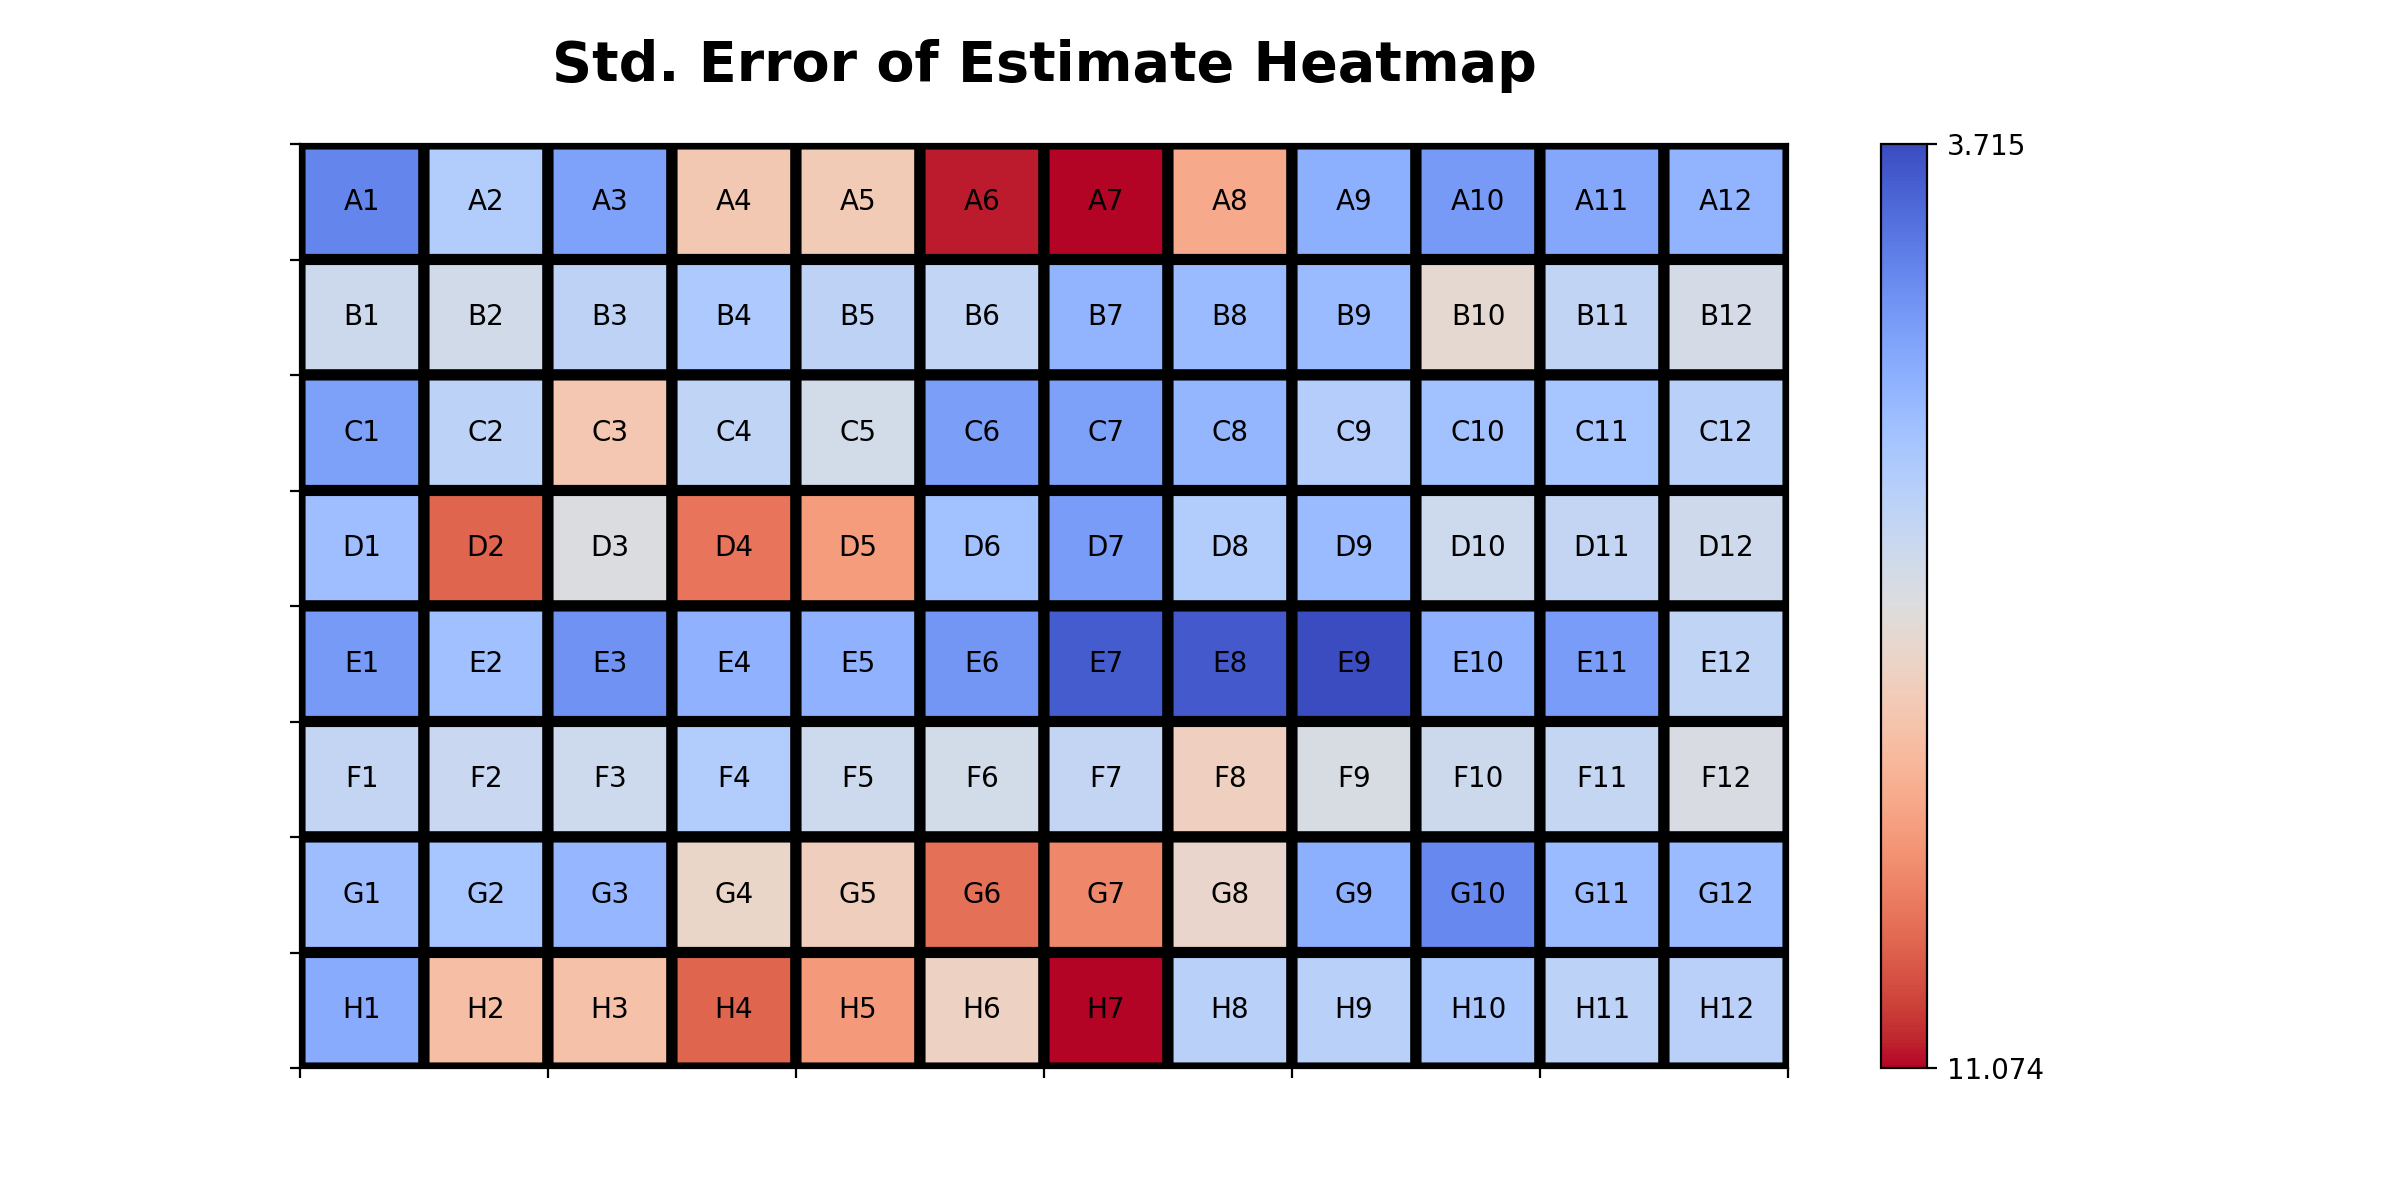 Std. Error of Estimate Heatmap
3.715
A1 A2 A3 A4 A5 A6 A7 A8 A9 A10 A11 A12
B1 B2 B3 B4 B5 B6 B7 B8 B9 B10 B11 B12
C1 C2 C3 C4 C5 C6 C7 C8 C9 C10 C11 C12
D1 D2 D3 D4 D5 D6 D7 D8 D9 D10 D11 D12
E1 E2 E3 E4 E5 E6 E7 E8 E9 E10 E11 E12
F1 F2 F3 F4 F5 F6 F7 F8 F9 F10 F11 F12
G1 G2 G3 G4 G5 G6 G7 G8 G9 G10 G11 G12
H1 H2 H3 H4 H5 H6 H7 H8 H9 H10 H11 H12
11.074